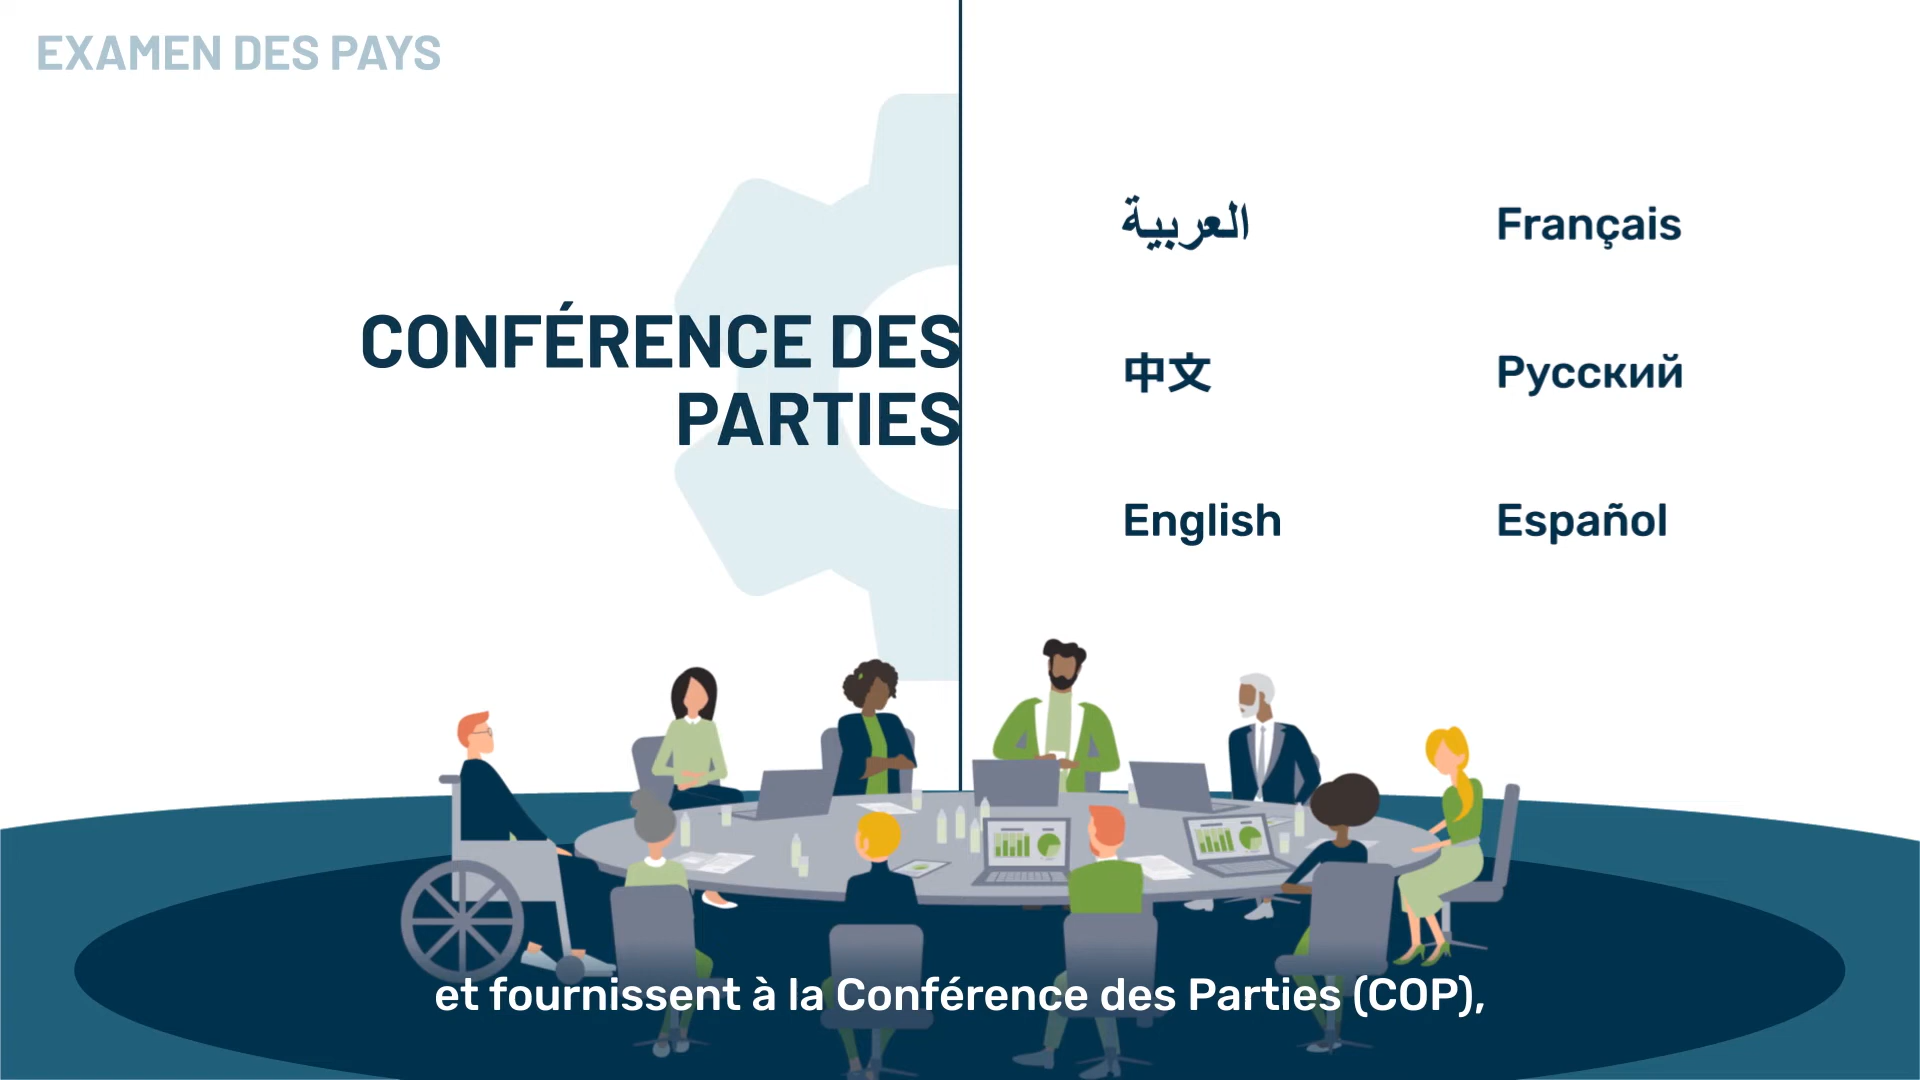 EXAMEN DES PAYS
CONFÉRENCE DES
PARTIES
العربية
Français
中文
Русский
English
Español
et fournissent à la Conférence des Parties (COP),